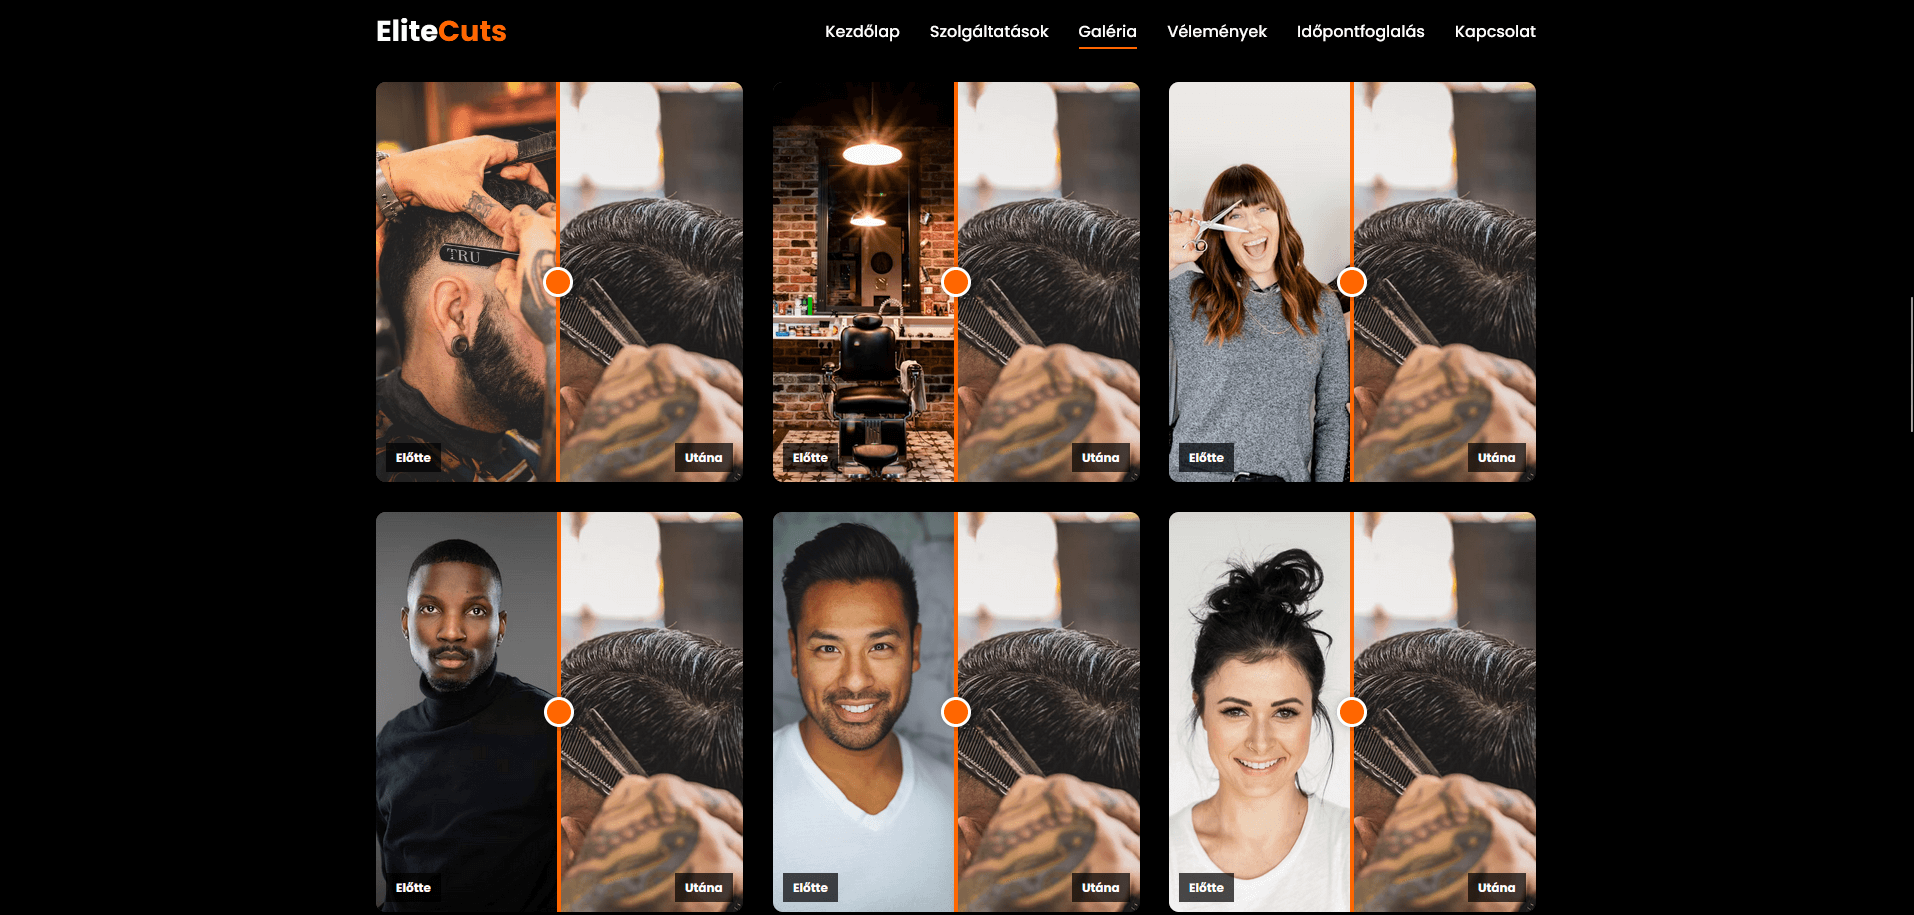 EliteCuts
Kezdőlap Szolgáltatások Galéria Vélemények Időpontfoglalás Kapcsolat
TRU
Előtte Utána Előtte Utána Előtte Utána
Előtte Utána Előtte Utána Előtte Utána